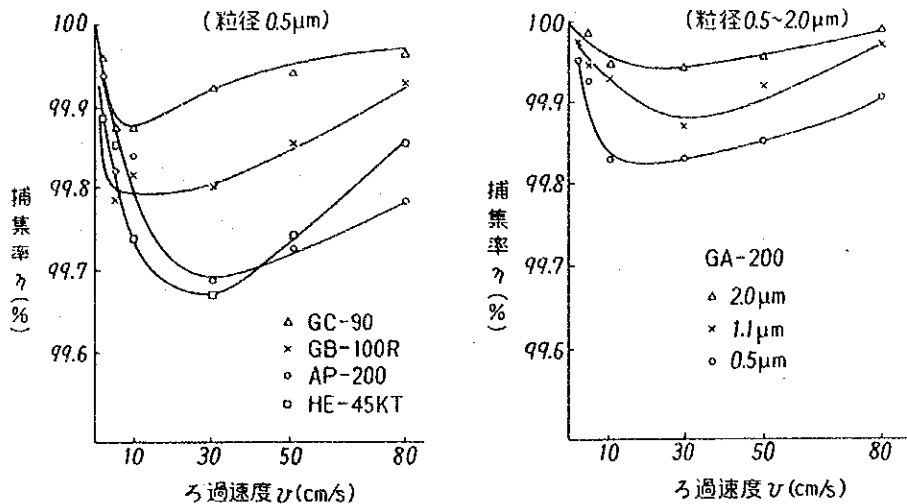 (粒径0.5μm)
100
99.9
99.8
99.7
99.6
捕集率η(%)
△ GC-90
× GB-100R
○ AP-200
□ HE-45KT
10 30 50 80
ろ過速度 υ(cm/s)
(粒径0.5~2.0μm)
100
99.9
99.8
99.7
99.6
捕集率η(%)
GA-200
△ 2.0μm
× 1.1μm
○ 0.5μm
10 30 50 80
ろ過速度 υ(cm/s)